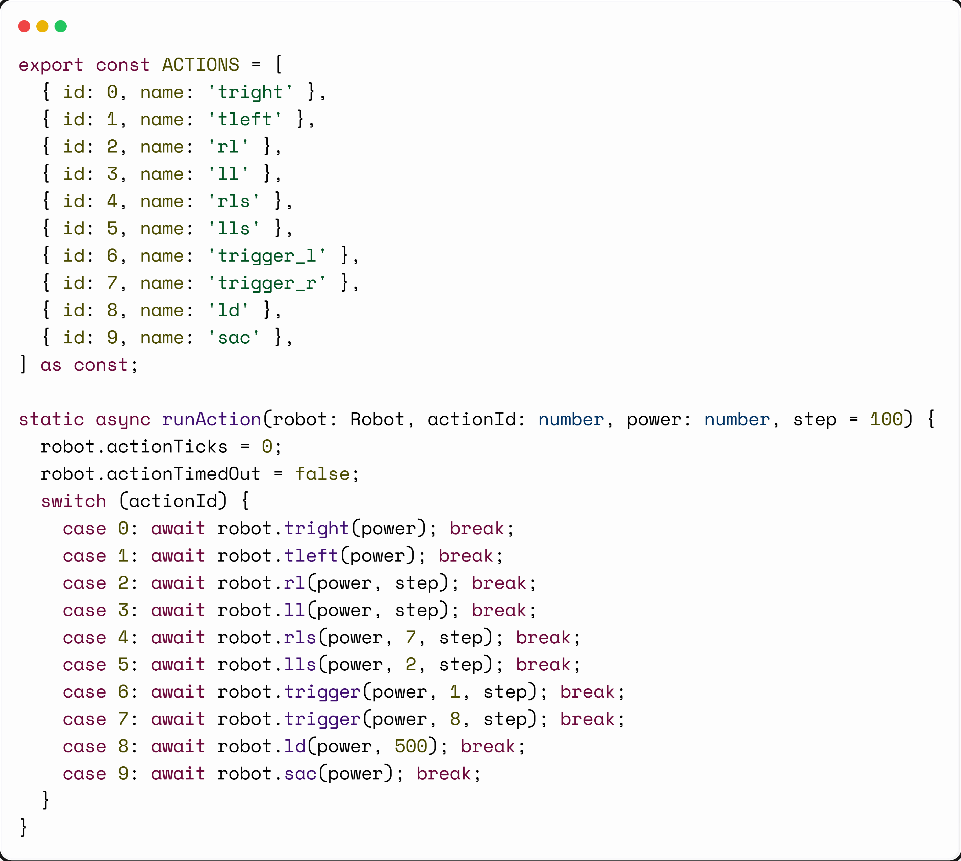 export const ACTIONS = [
  { id: 0, name: 'tright' },
  { id: 1, name: 'tleft' },
  { id: 2, name: 'rl' },
  { id: 3, name: 'll' },
  { id: 4, name: 'rls' },
  { id: 5, name: 'lls' },
  { id: 6, name: 'trigger_l' },
  { id: 7, name: 'trigger_r' },
  { id: 8, name: 'ld' },
  { id: 9, name: 'sac' },
] as const;

static async runAction(robot: Robot, actionId: number, power: number, step = 100) {
  robot.actionTicks = 0;
  robot.actionTimedOut = false;
  switch (actionId) {
    case 0: await robot.tright(power); break;
    case 1: await robot.tleft(power); break;
    case 2: await robot.rl(power, step); break;
    case 3: await robot.ll(power, step); break;
    case 4: await robot.rls(power, 7, step); break;
    case 5: await robot.lls(power, 2, step); break;
    case 6: await robot.trigger(power, 1, step); break;
    case 7: await robot.trigger(power, 8, step); break;
    case 8: await robot.ld(power, 500); break;
    case 9: await robot.sac(power); break;
  }
}